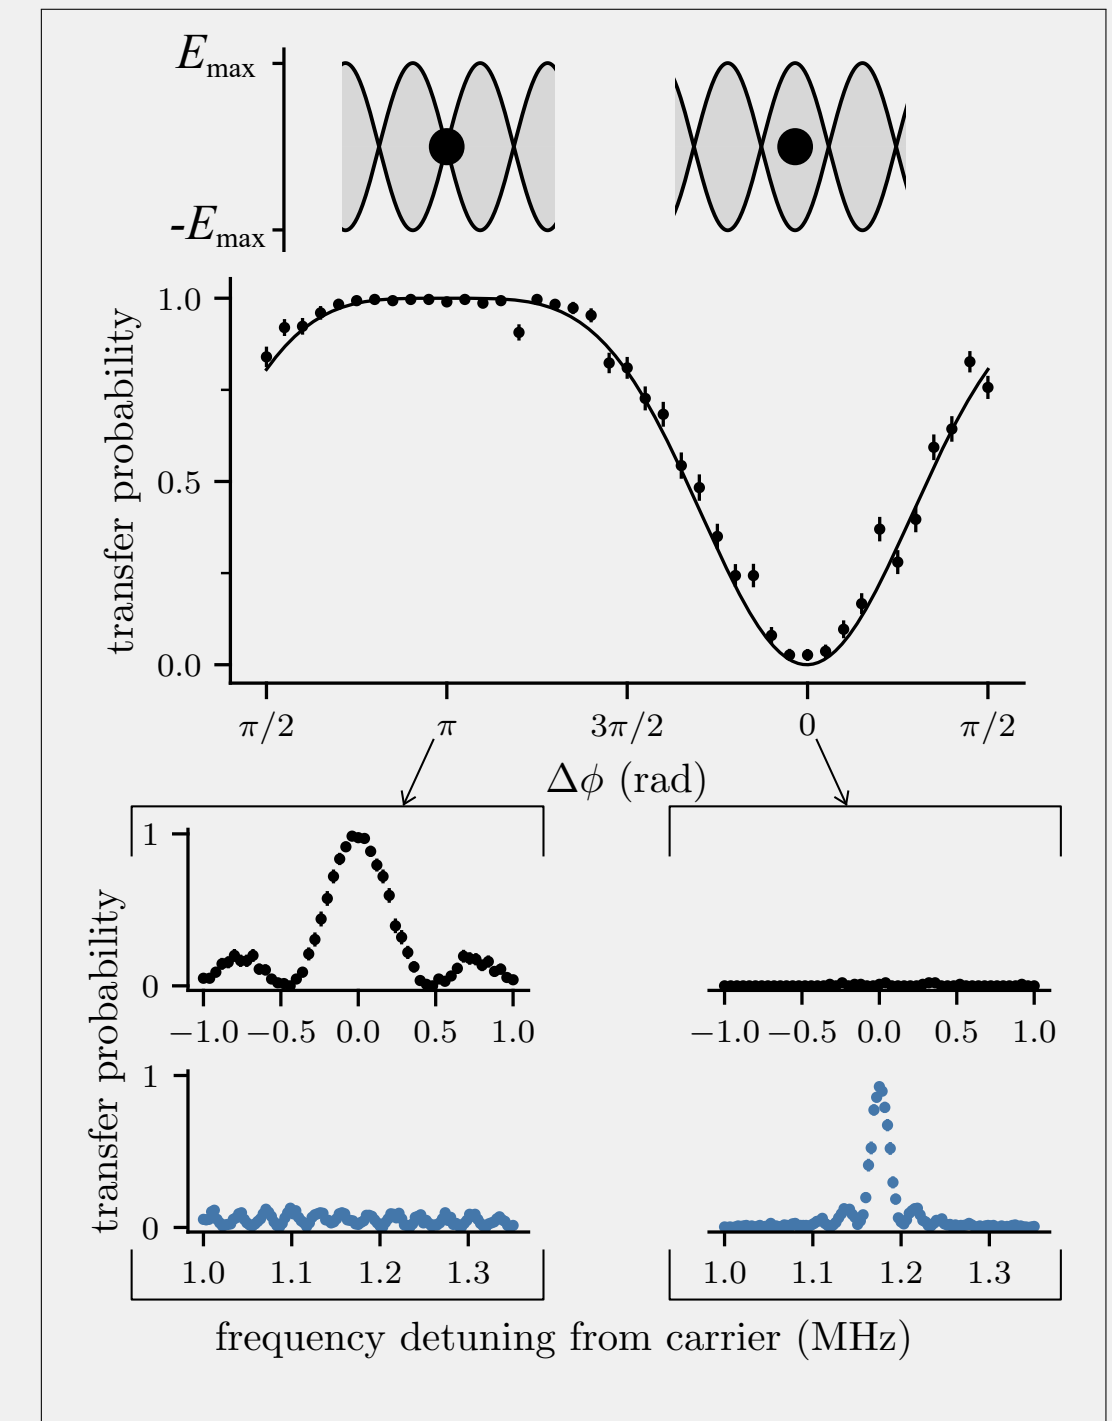 E_max
-E_max
transfer probability
1.0
0.5
0.0
π/2 π 3π/2 0 π/2
Δϕ (rad)
transfer probability
1
0
−1.0 −0.5 0.0 0.5 1.0
−1.0 −0.5 0.0 0.5 1.0
transfer probability
1
0
1.0 1.1 1.2 1.3
1.0 1.1 1.2 1.3
frequency detuning from carrier (MHz)